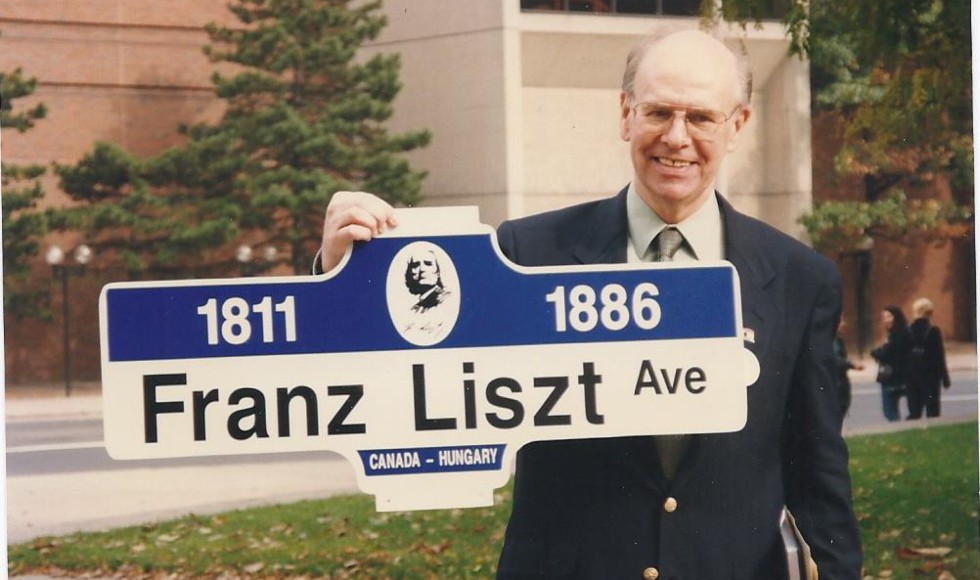 1811 1886
Franz Liszt Ave
CANADA – HUNGARY